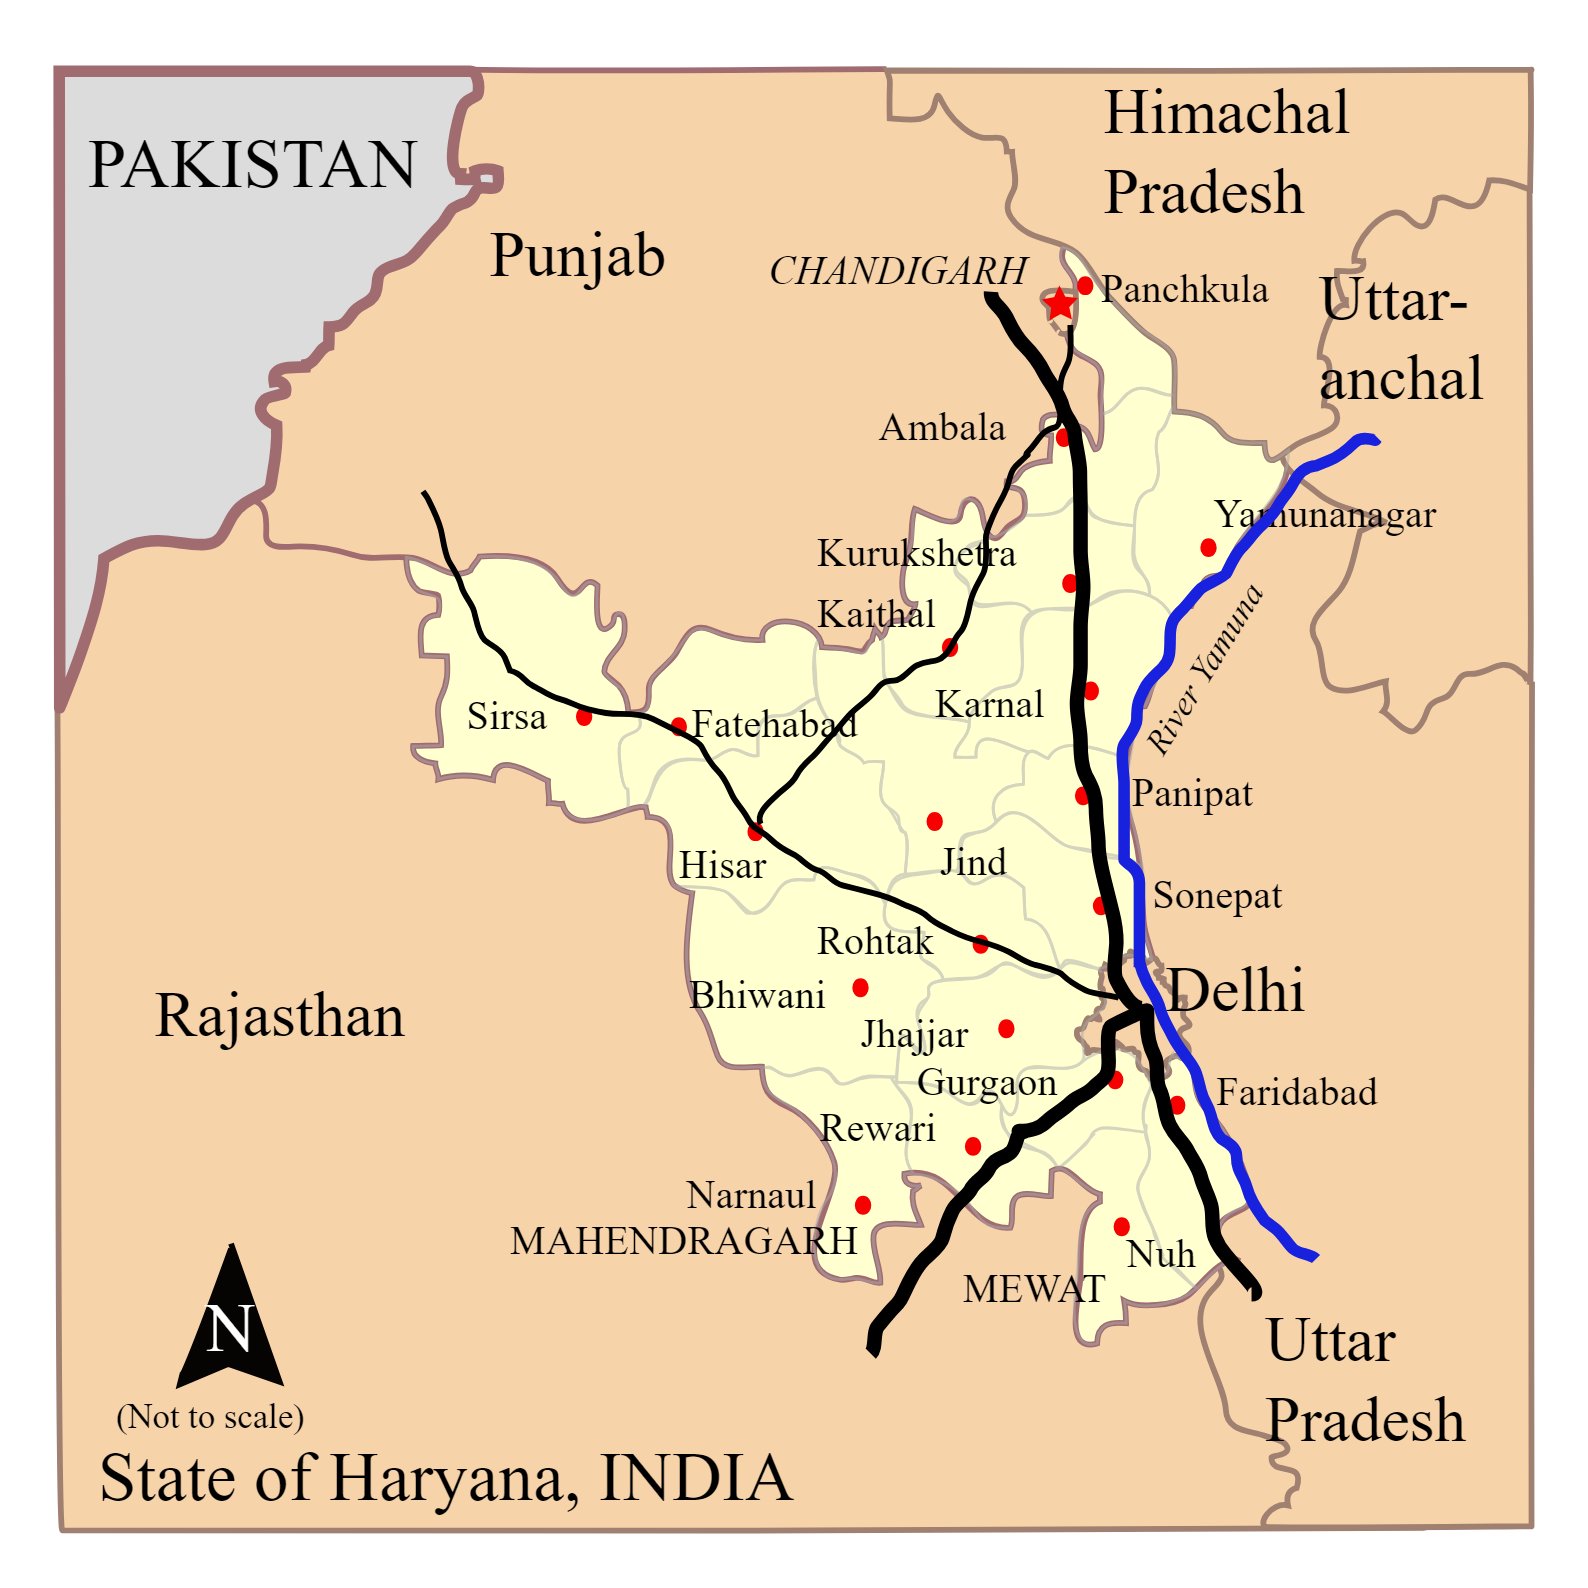 Himachal
Pradesh
PAKISTAN
Punjab
CHANDIGARH
Panchkula
Uttar-
anchal
Ambala
Yamunanagar
Kurukshetra
Kaithal
River Yamuna
Karnal
Sirsa
Fatehabad
Panipat
Hisar
Jind
Sonepat
Rohtak
Delhi
Bhiwani
Rajasthan
Jhajjar
Gurgaon
Faridabad
Rewari
Narnaul
MAHENDRAGARH
Nuh
MEWAT
N
Uttar
Pradesh
(Not to scale)
State of Haryana, INDIA